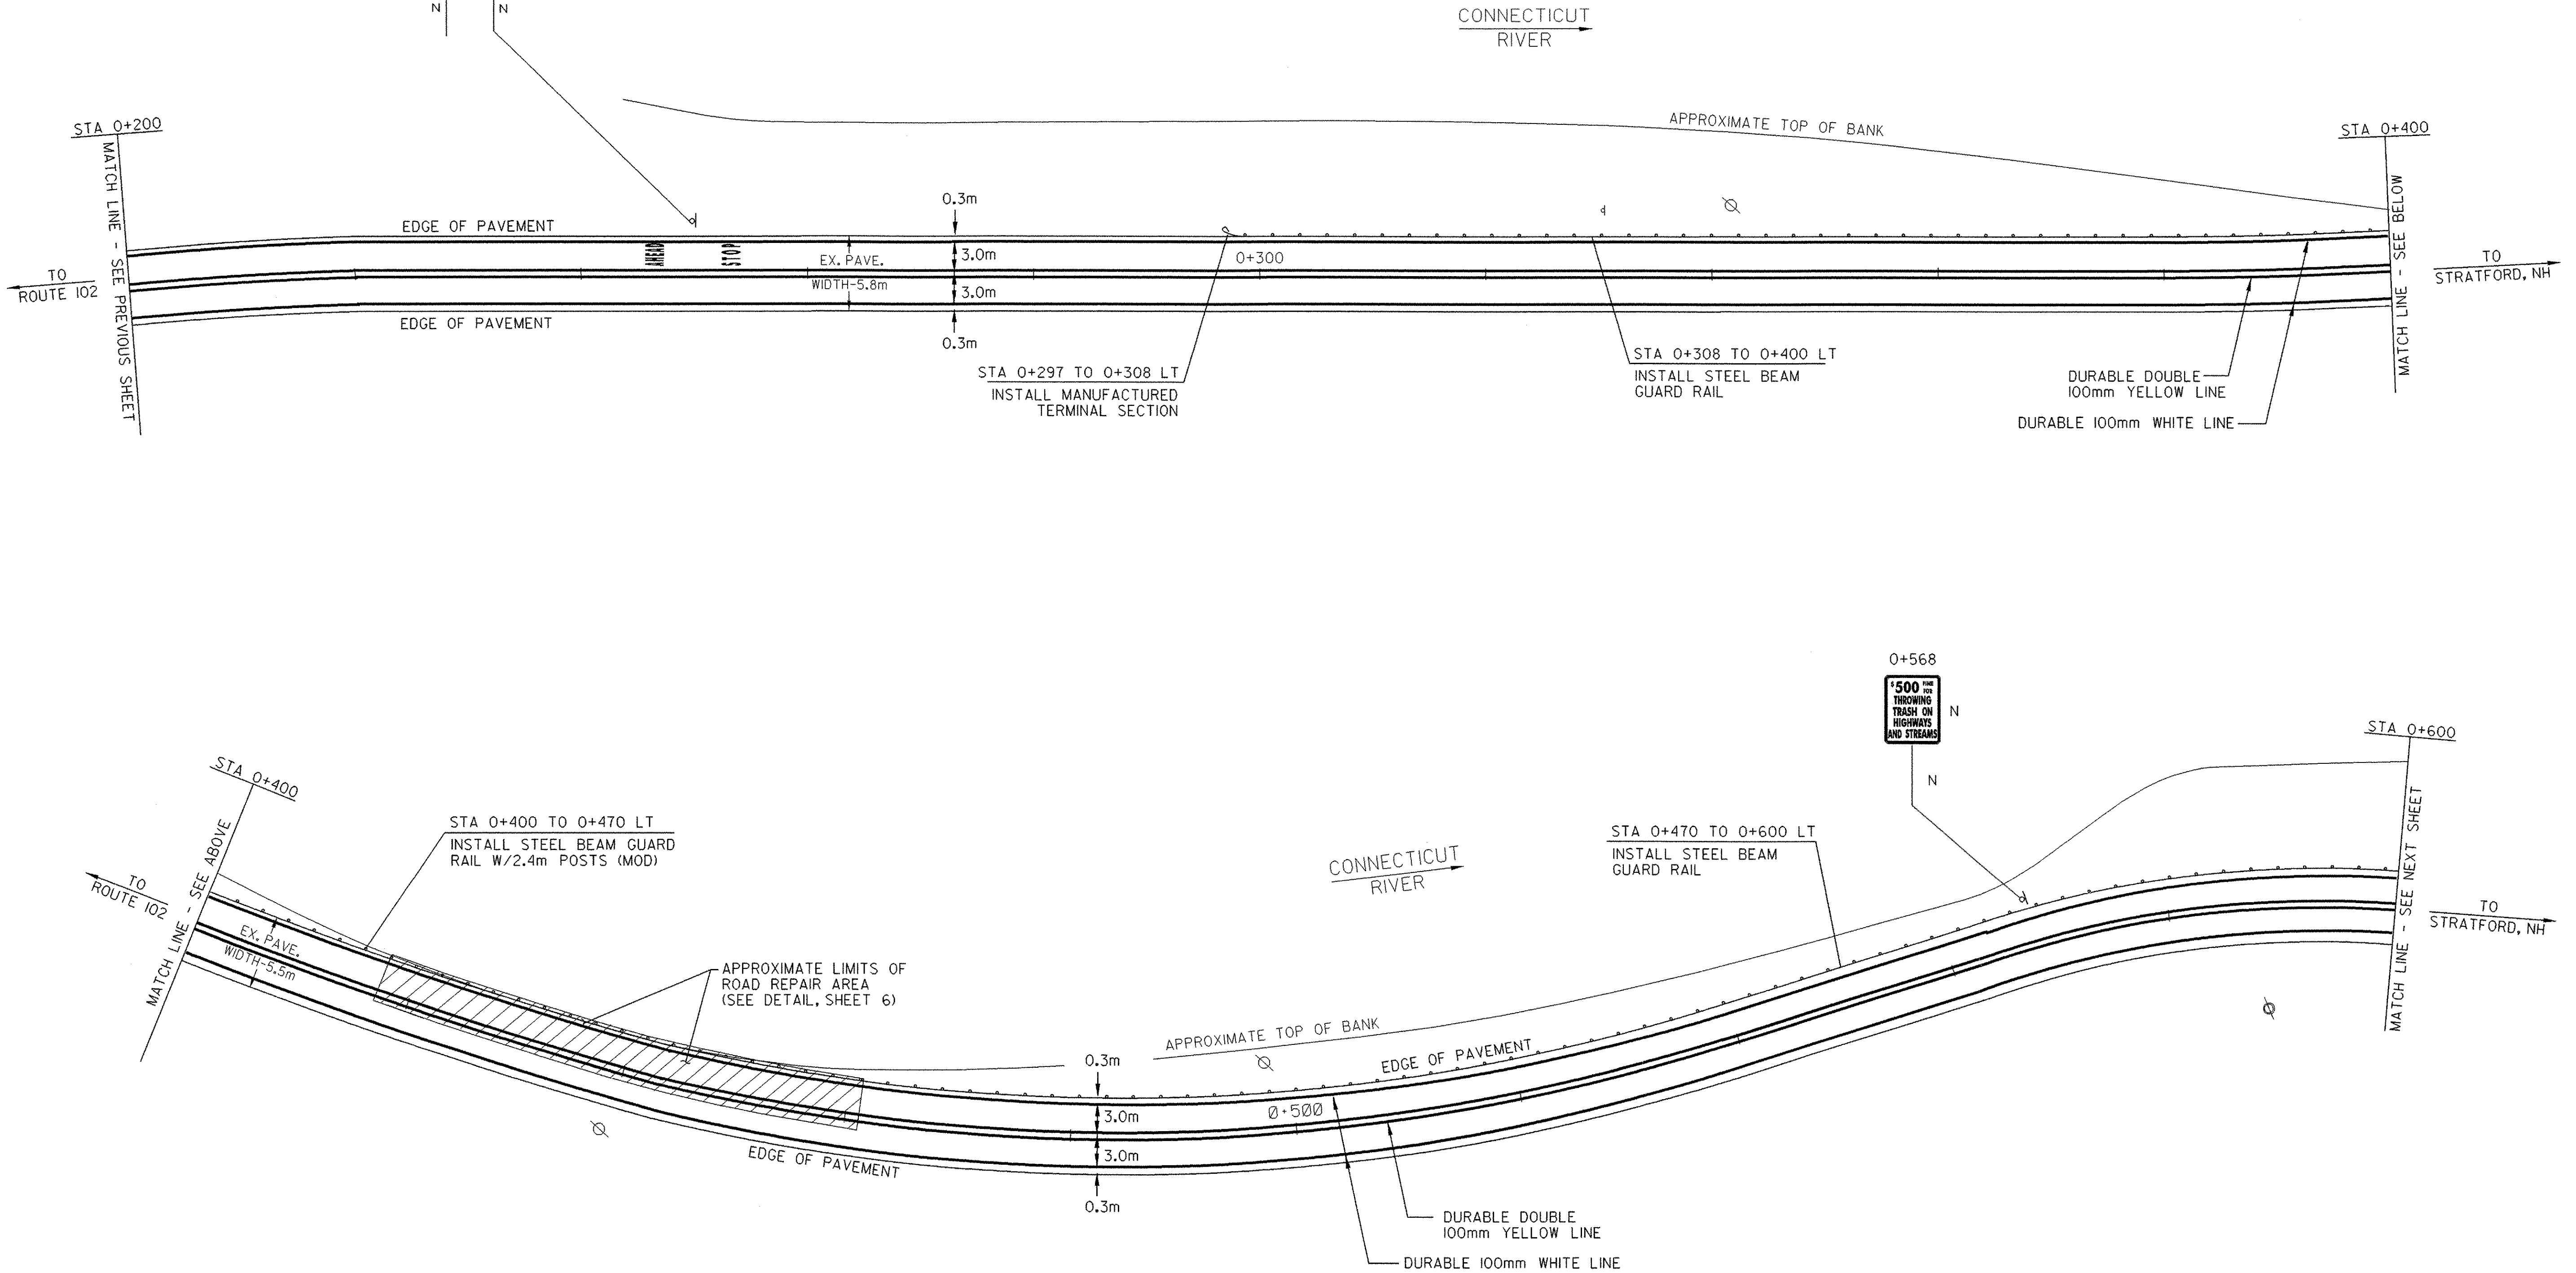 N
N
CONNECTICUT
RIVER
STA 0+200
MATCH LINE - SEE PREVIOUS SHEET
TO
ROUTE 102
EDGE OF PAVEMENT
EDGE OF PAVEMENT
AHEAD
STOP
EX. PAVE.
WIDTH-5.8m
0.3m
3.0m
3.0m
0.3m
0+300
APPROXIMATE TOP OF BANK
STA 0+297 TO 0+308 LT
INSTALL MANUFACTURED
TERMINAL SECTION
STA 0+308 TO 0+400 LT
INSTALL STEEL BEAM
GUARD RAIL
DURABLE DOUBLE
100mm YELLOW LINE
DURABLE 100mm WHITE LINE
STA 0+400
MATCH LINE - SEE BELOW
TO
STRATFORD, NH
STA 0+400
MATCH LINE - SEE ABOVE
TO
ROUTE 102
STA 0+400 TO 0+470 LT
INSTALL STEEL BEAM GUARD
RAIL W/2.4m POSTS (MOD)
EX. PAVE.
WIDTH-5.5m
APPROXIMATE LIMITS OF
ROAD REPAIR AREA
(SEE DETAIL, SHEET 6)
EDGE OF PAVEMENT
0.3m
3.0m
3.0m
0.3m
CONNECTICUT
RIVER
APPROXIMATE TOP OF BANK
EDGE OF PAVEMENT
0+500
DURABLE DOUBLE
100mm YELLOW LINE
DURABLE 100mm WHITE LINE
STA 0+470 TO 0+600 LT
INSTALL STEEL BEAM
GUARD RAIL
0+568
$500 FINE FOR
THROWING
TRASH ON
HIGHWAYS
AND STREAMS
N
N
STA 0+600
MATCH LINE - SEE NEXT SHEET
TO
STRATFORD, NH